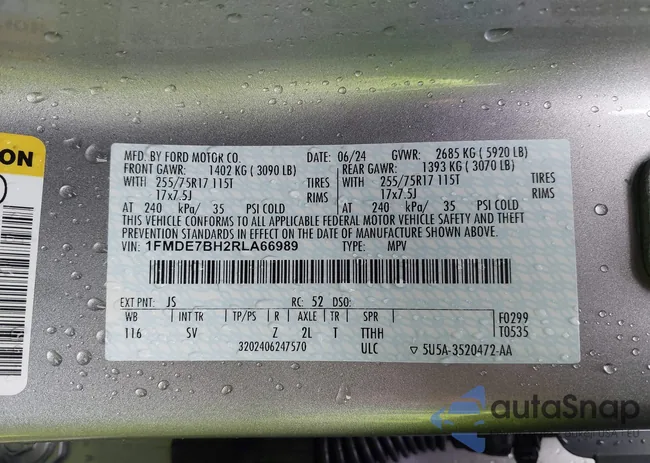 ON
MFD. BY FORD MOTOR CO. DATE: 06/24 GVWR: 2685 KG ( 5920 LB)
FRONT GAWR: 1402 KG ( 3090 LB) REAR GAWR: 1393 KG ( 3070 LB)
WITH 255/75R17 115T TIRES WITH 255/75R17 115T TIRES
17x7.5J RIMS 17x7.5J RIMS
AT 240 kPa/ 35 PSI COLD AT 240 kPa/ 35 PSI COLD
THIS VEHICLE CONFORMS TO ALL APPLICABLE FEDERAL MOTOR VEHICLE SAFETY AND THEFT
PREVENTION STANDARDS IN EFFECT ON THE DATE OF MANUFACTURE SHOWN ABOVE.
VIN: 1FMDE7BH2RLA66989 TYPE: MPV
EXT PNT: JS RC: 52 DSO:
WB INT TR TP/PS R AXLE TR SPR F0299
116 SV Z 2L T TTHH T0535
3202406247570 ULC ▽ 5U5A-3520472-AA
autoSnap